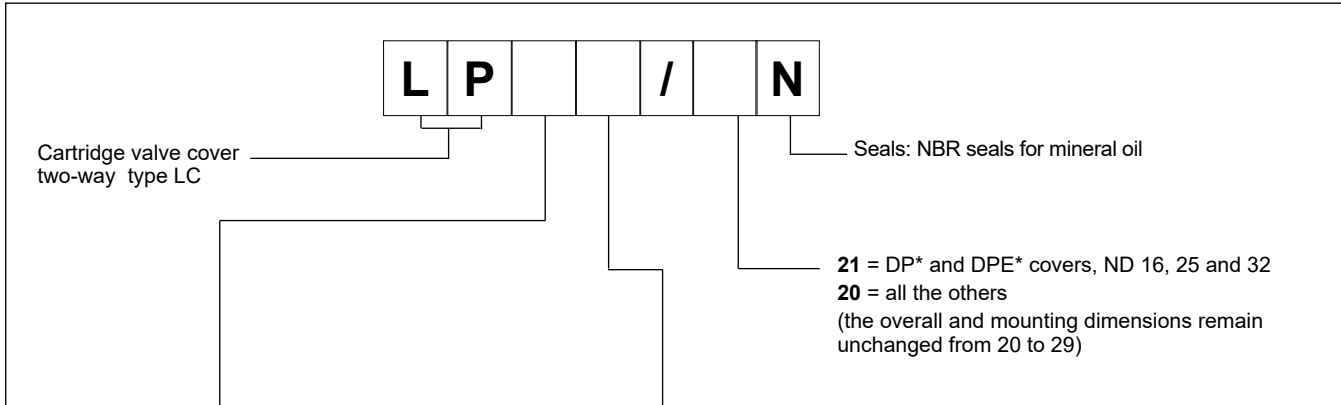 L P / N
Cartridge valve cover
two-way type LC
Seals: NBR seals for mineral oil
21 = DP* and DPE* covers, ND 16, 25 and 32
20 = all the others
(the overall and mounting dimensions remain
unchanged from 20 to 29)